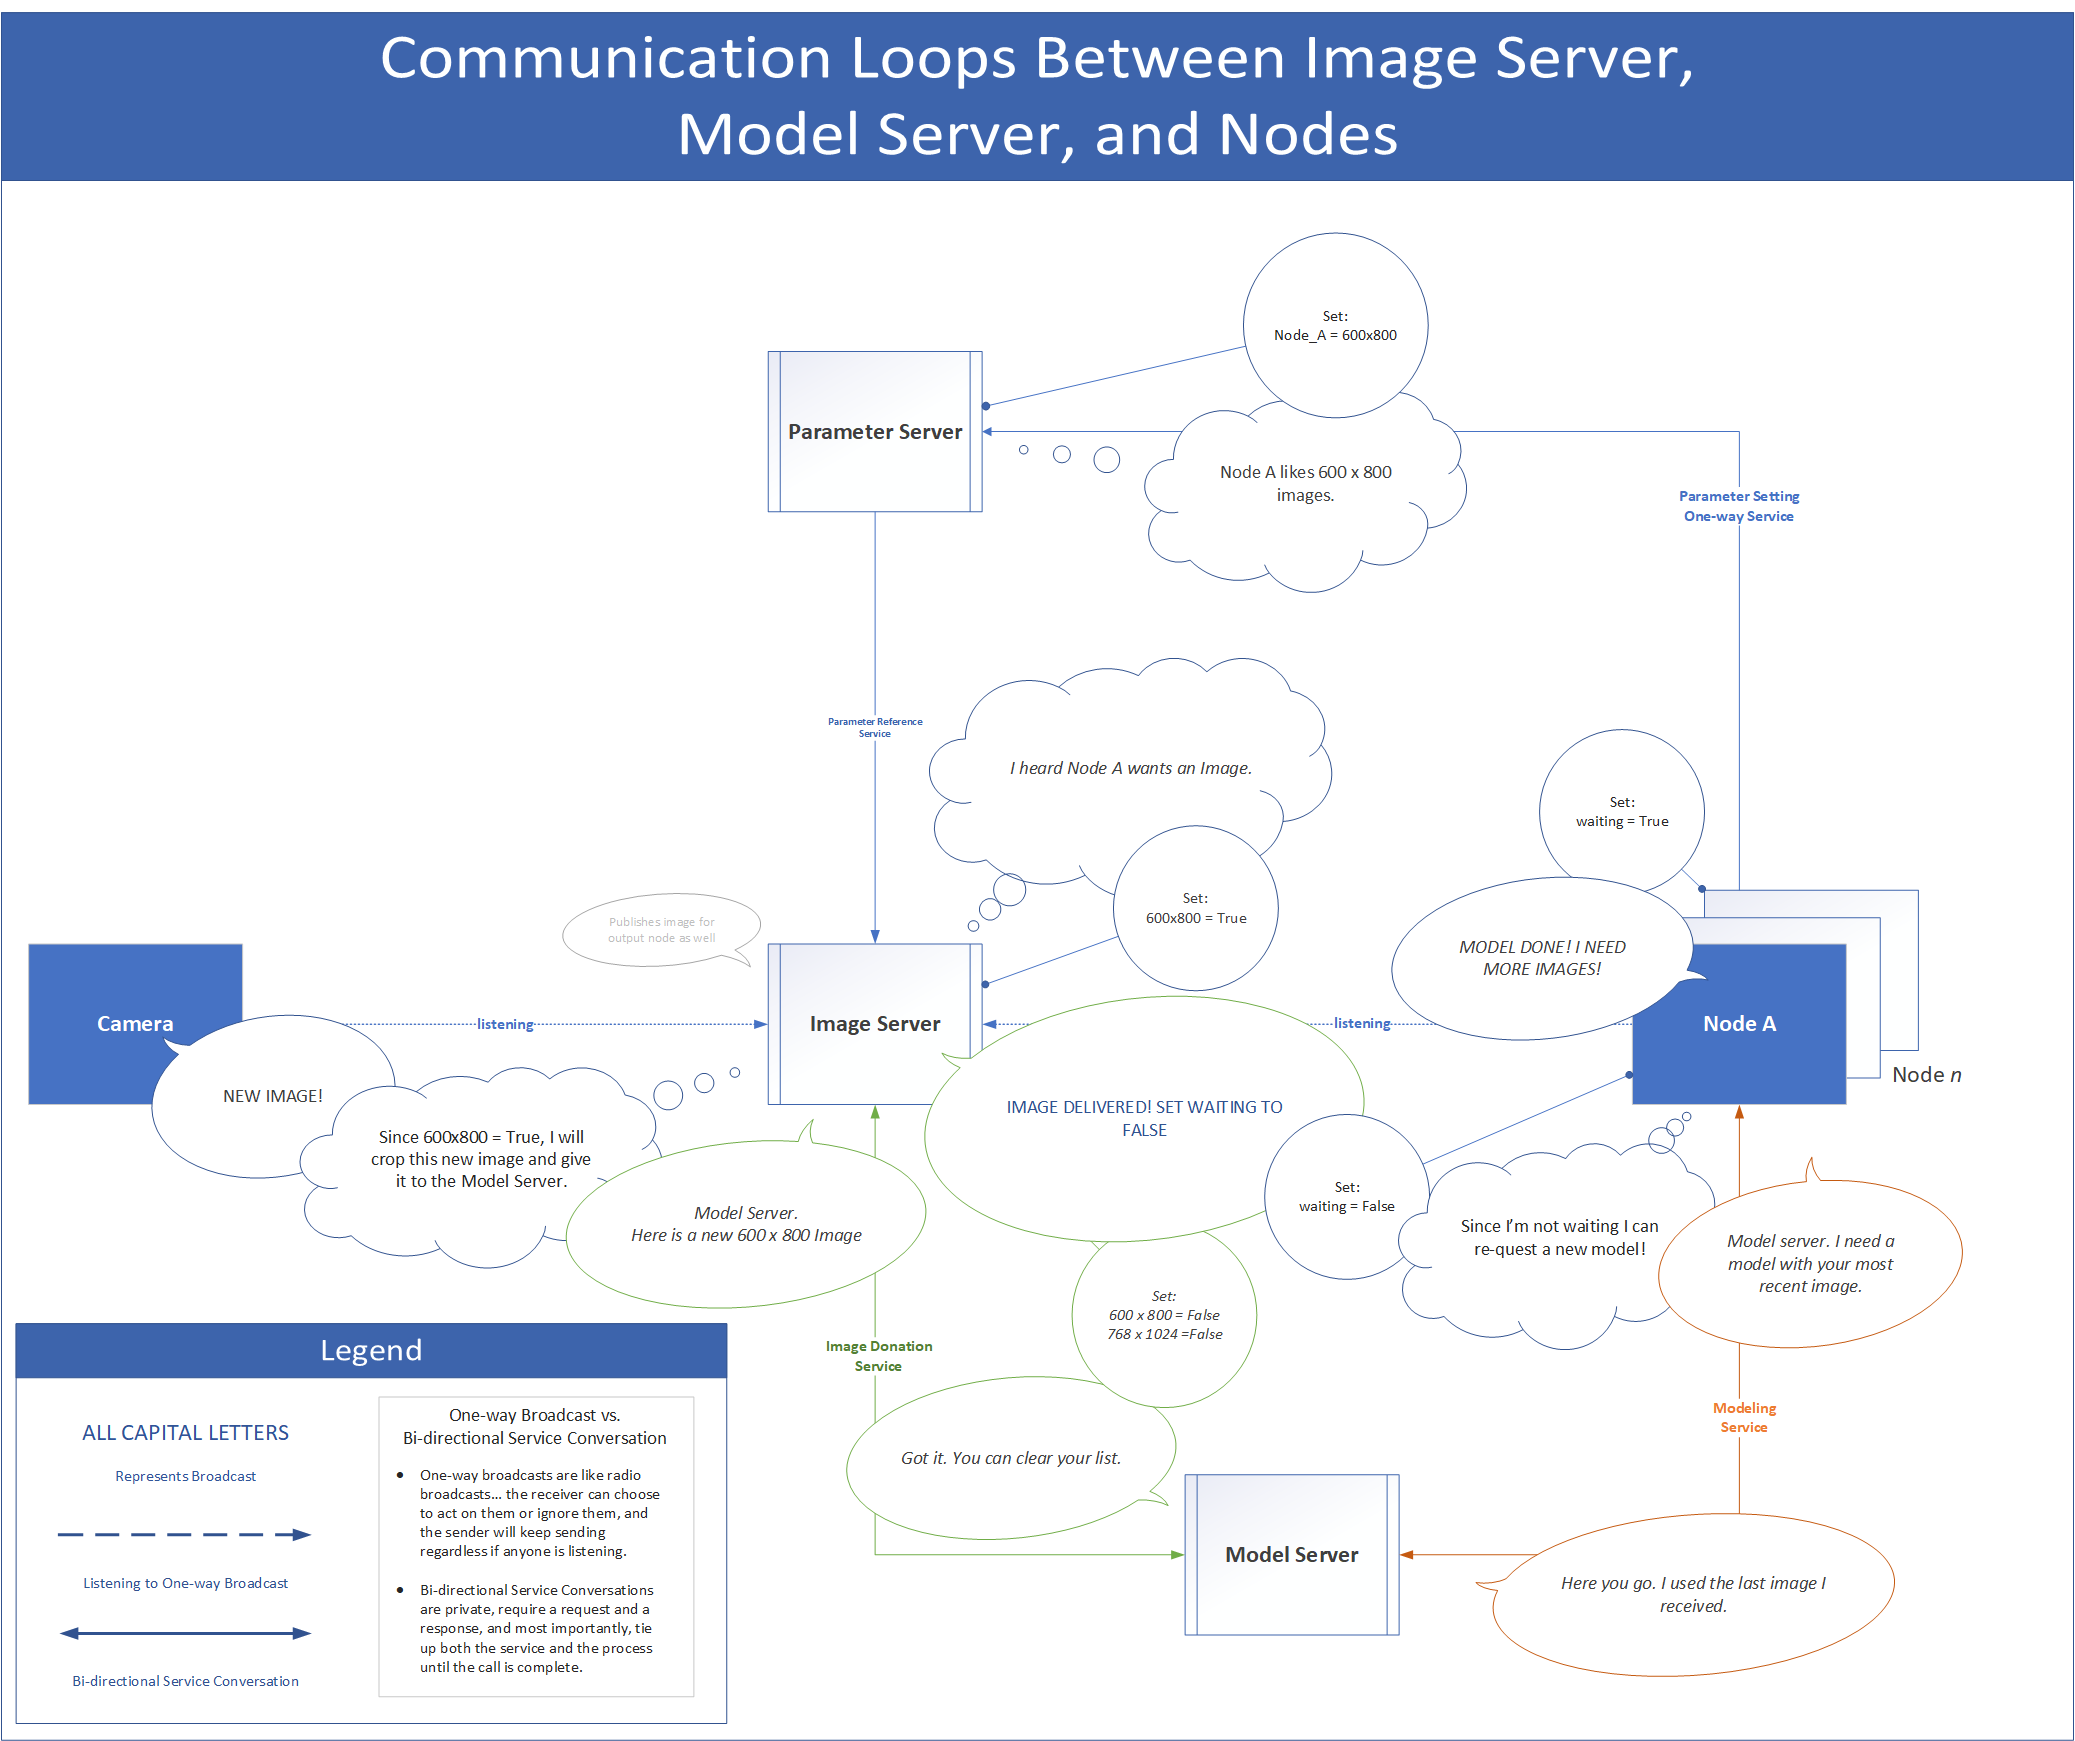 Communication Loops Between Image Server,
Model Server, and Nodes
Set:
Node_A = 600x800
Parameter Server
Node A likes 600 x 800
images.
Parameter Setting
One-way Service
Parameter Reference
Service
I heard Node A wants an Image.
Set:
waiting = True
Set:
600x800 = True
Publishes image for
output node as well
MODEL DONE! I NEED
MORE IMAGES!
Camera
listening
Image Server
listening
Node A
Node n
NEW IMAGE!
IMAGE DELIVERED! SET WAITING TO
FALSE
Since 600x800 = True, I will
crop this new image and give
it to the Model Server.
Model Server.
Here is a new 600 x 800 Image
Set:
waiting = False
Since I'm not waiting I can
re-quest a new model!
Model server. I need a
model with your most
recent image.
Set:
600 x 800 = False
768 x 1024 =False
Image Donation
Service
Modeling
Service
Got it. You can clear your list.
Model Server
Here you go. I used the last image I
received.
Legend
ALL CAPITAL LETTERS
Represents Broadcast
Listening to One-way Broadcast
Bi-directional Service Conversation
One-way Broadcast vs.
Bi-directional Service Conversation
• One-way broadcasts are like radio
broadcasts... the receiver can choose
to act on them or ignore them, and
the sender will keep sending
regardless if anyone is listening.
• Bi-directional Service Conversations
are private, require a request and a
response, and most importantly, tie
up both the service and the process
until the call is complete.